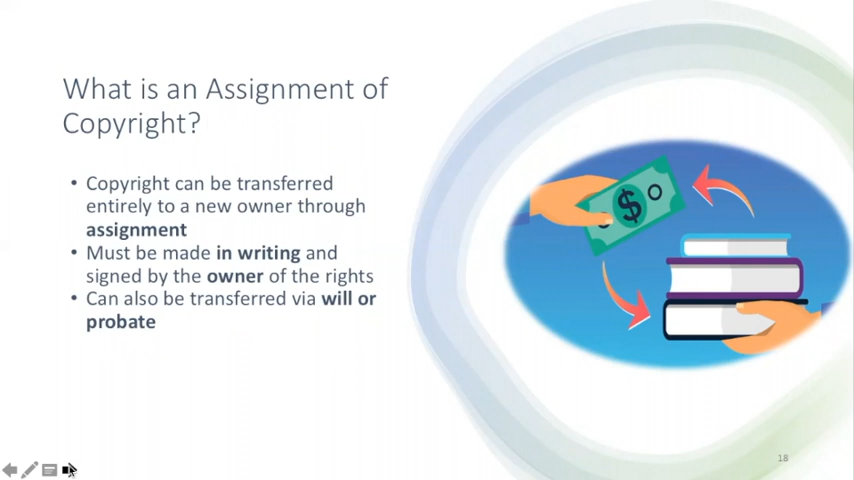 What is an Assignment of
Copyright?
• Copyright can be transferred
entirely to a new owner through
assignment
• Must be made in writing and
signed by the owner of the rights
• Can also be transferred via will or
probate
$
18